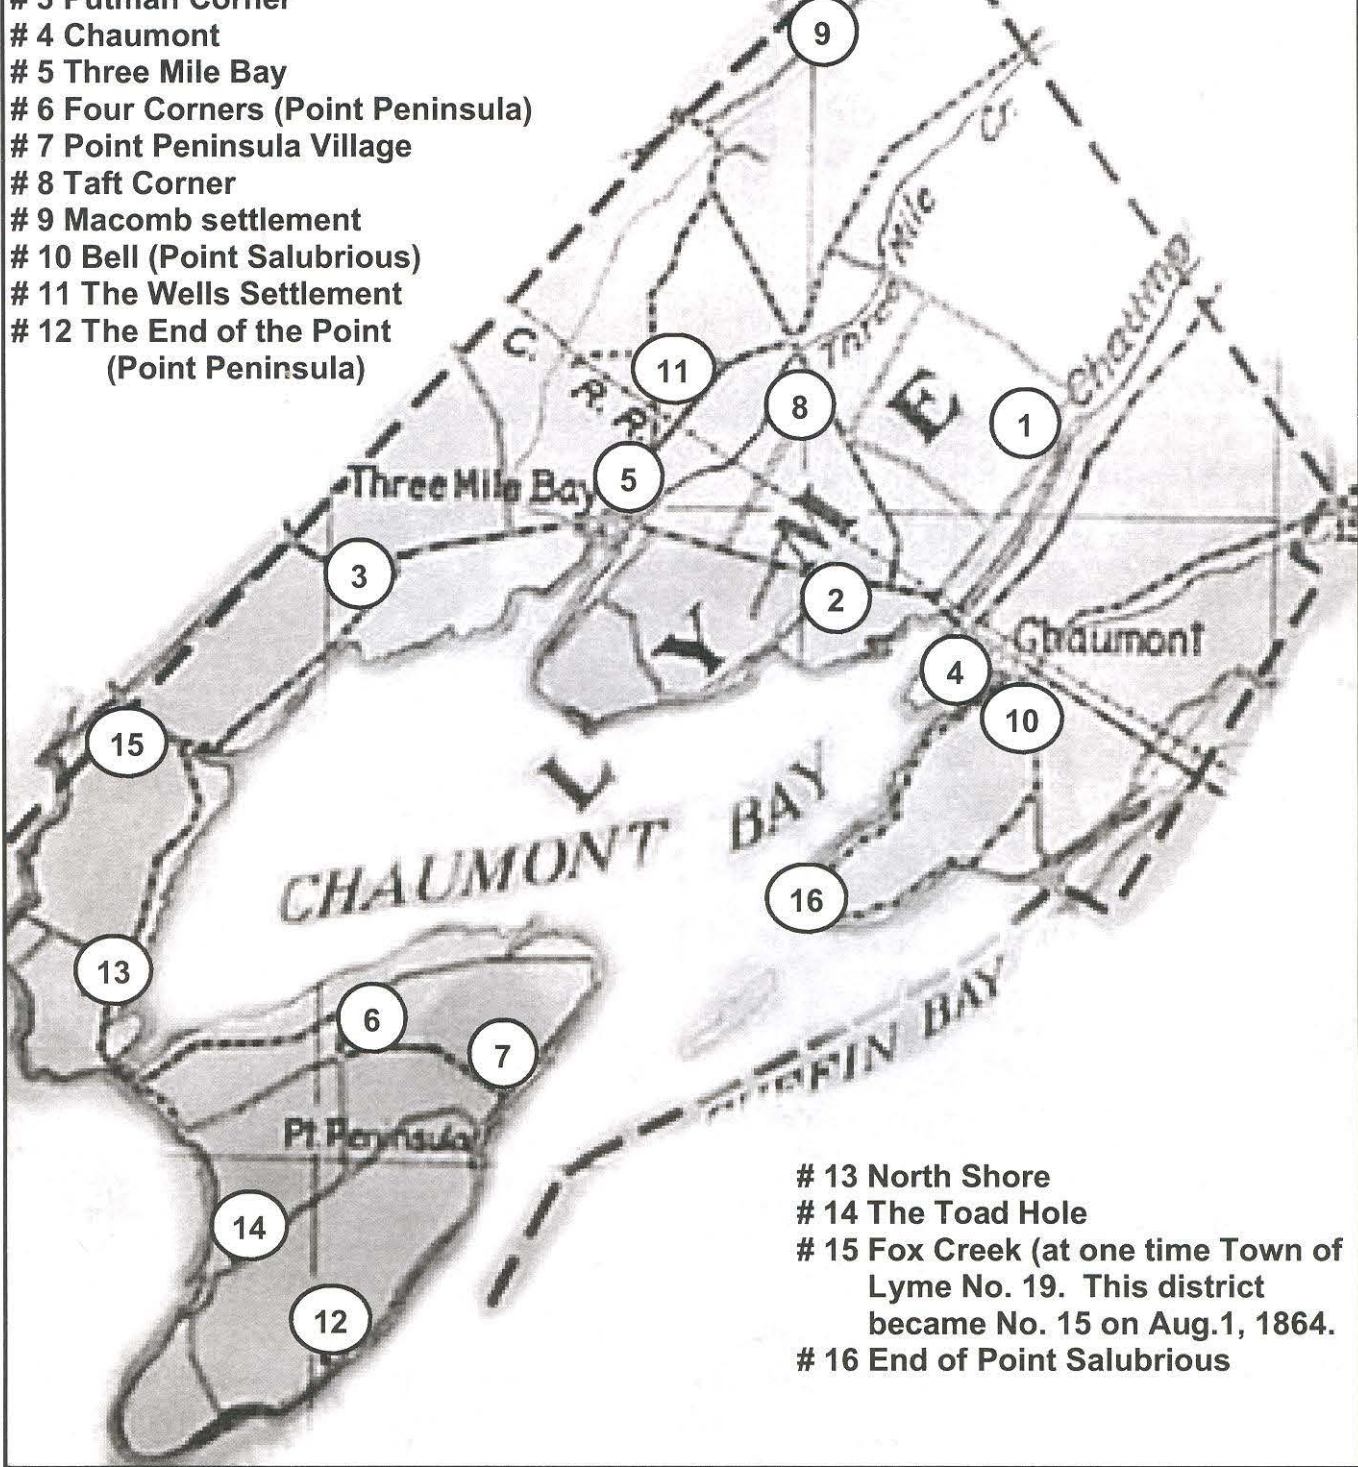 # 3 Putman Corner
# 4 Chaumont
# 5 Three Mile Bay
# 6 Four Corners (Point Peninsula)
# 7 Point Peninsula Village
# 8 Taft Corner
# 9 Macomb settlement
# 10 Bell (Point Salubrious)
# 11 The Wells Settlement
# 12 The End of the Point
(Point Peninsula)
9
Cr.
Mile
Three
Chaumo
C.
R. R.
11
8
E
1
5
Three Mile Bay
M
3
2
Y
Chaumont
4
10
15
L
CHAUMONT BAY
16
13
6
7
FFIN BAY
Pt. Peninsula
14
12
# 13 North Shore
# 14 The Toad Hole
# 15 Fox Creek (at one time Town of
Lyme No. 19. This district
became No. 15 on Aug.1, 1864.
# 16 End of Point Salubrious